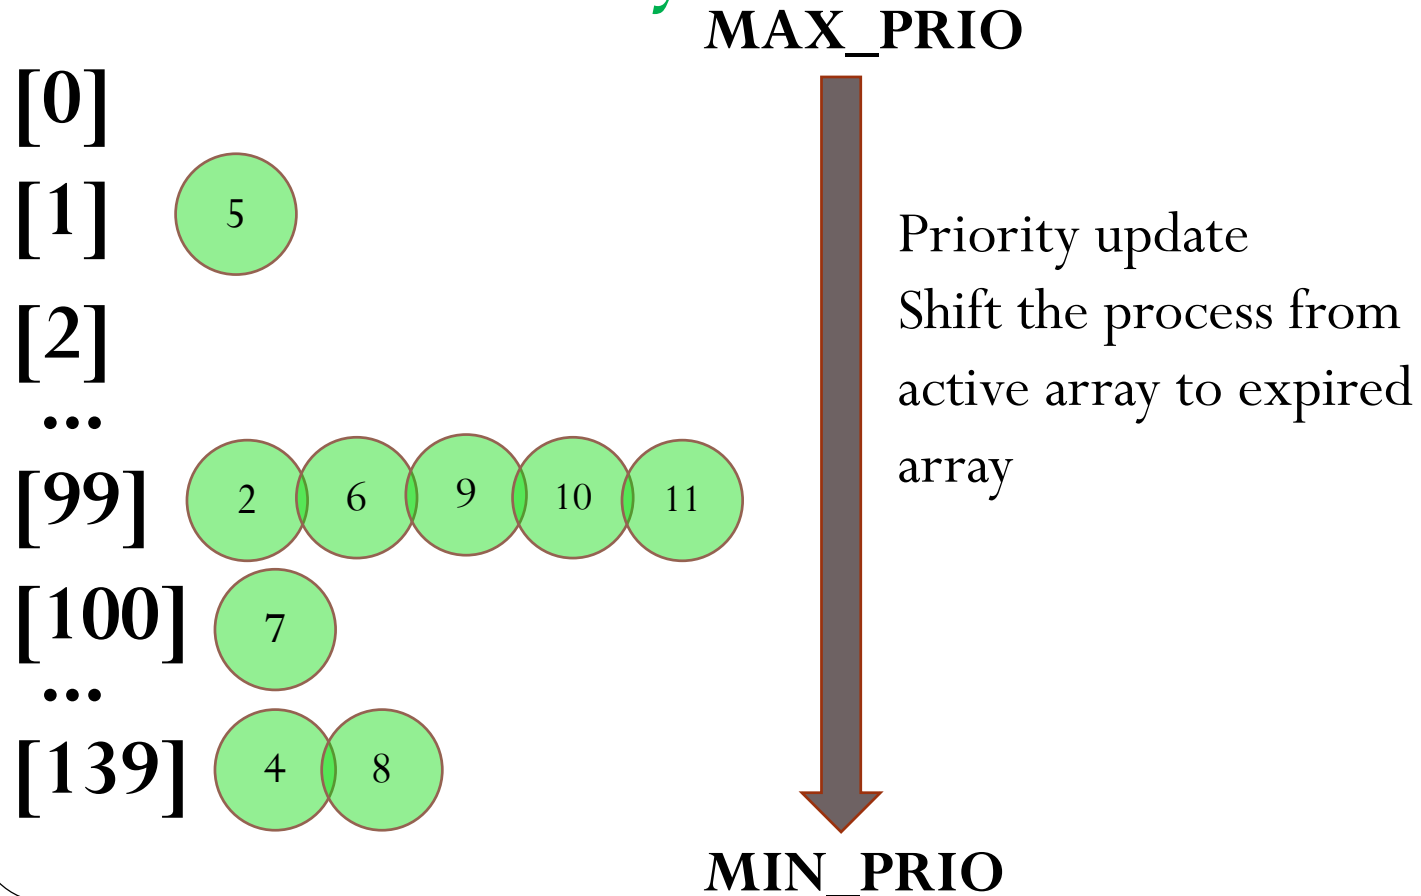 MAX_PRIO
[0]
[1] 5
[2]
...
[99] 2 6 9 10 11
[100] 7
...
[139] 4 8
Priority update
Shift the process from
active array to expired
array
MIN_PRIO